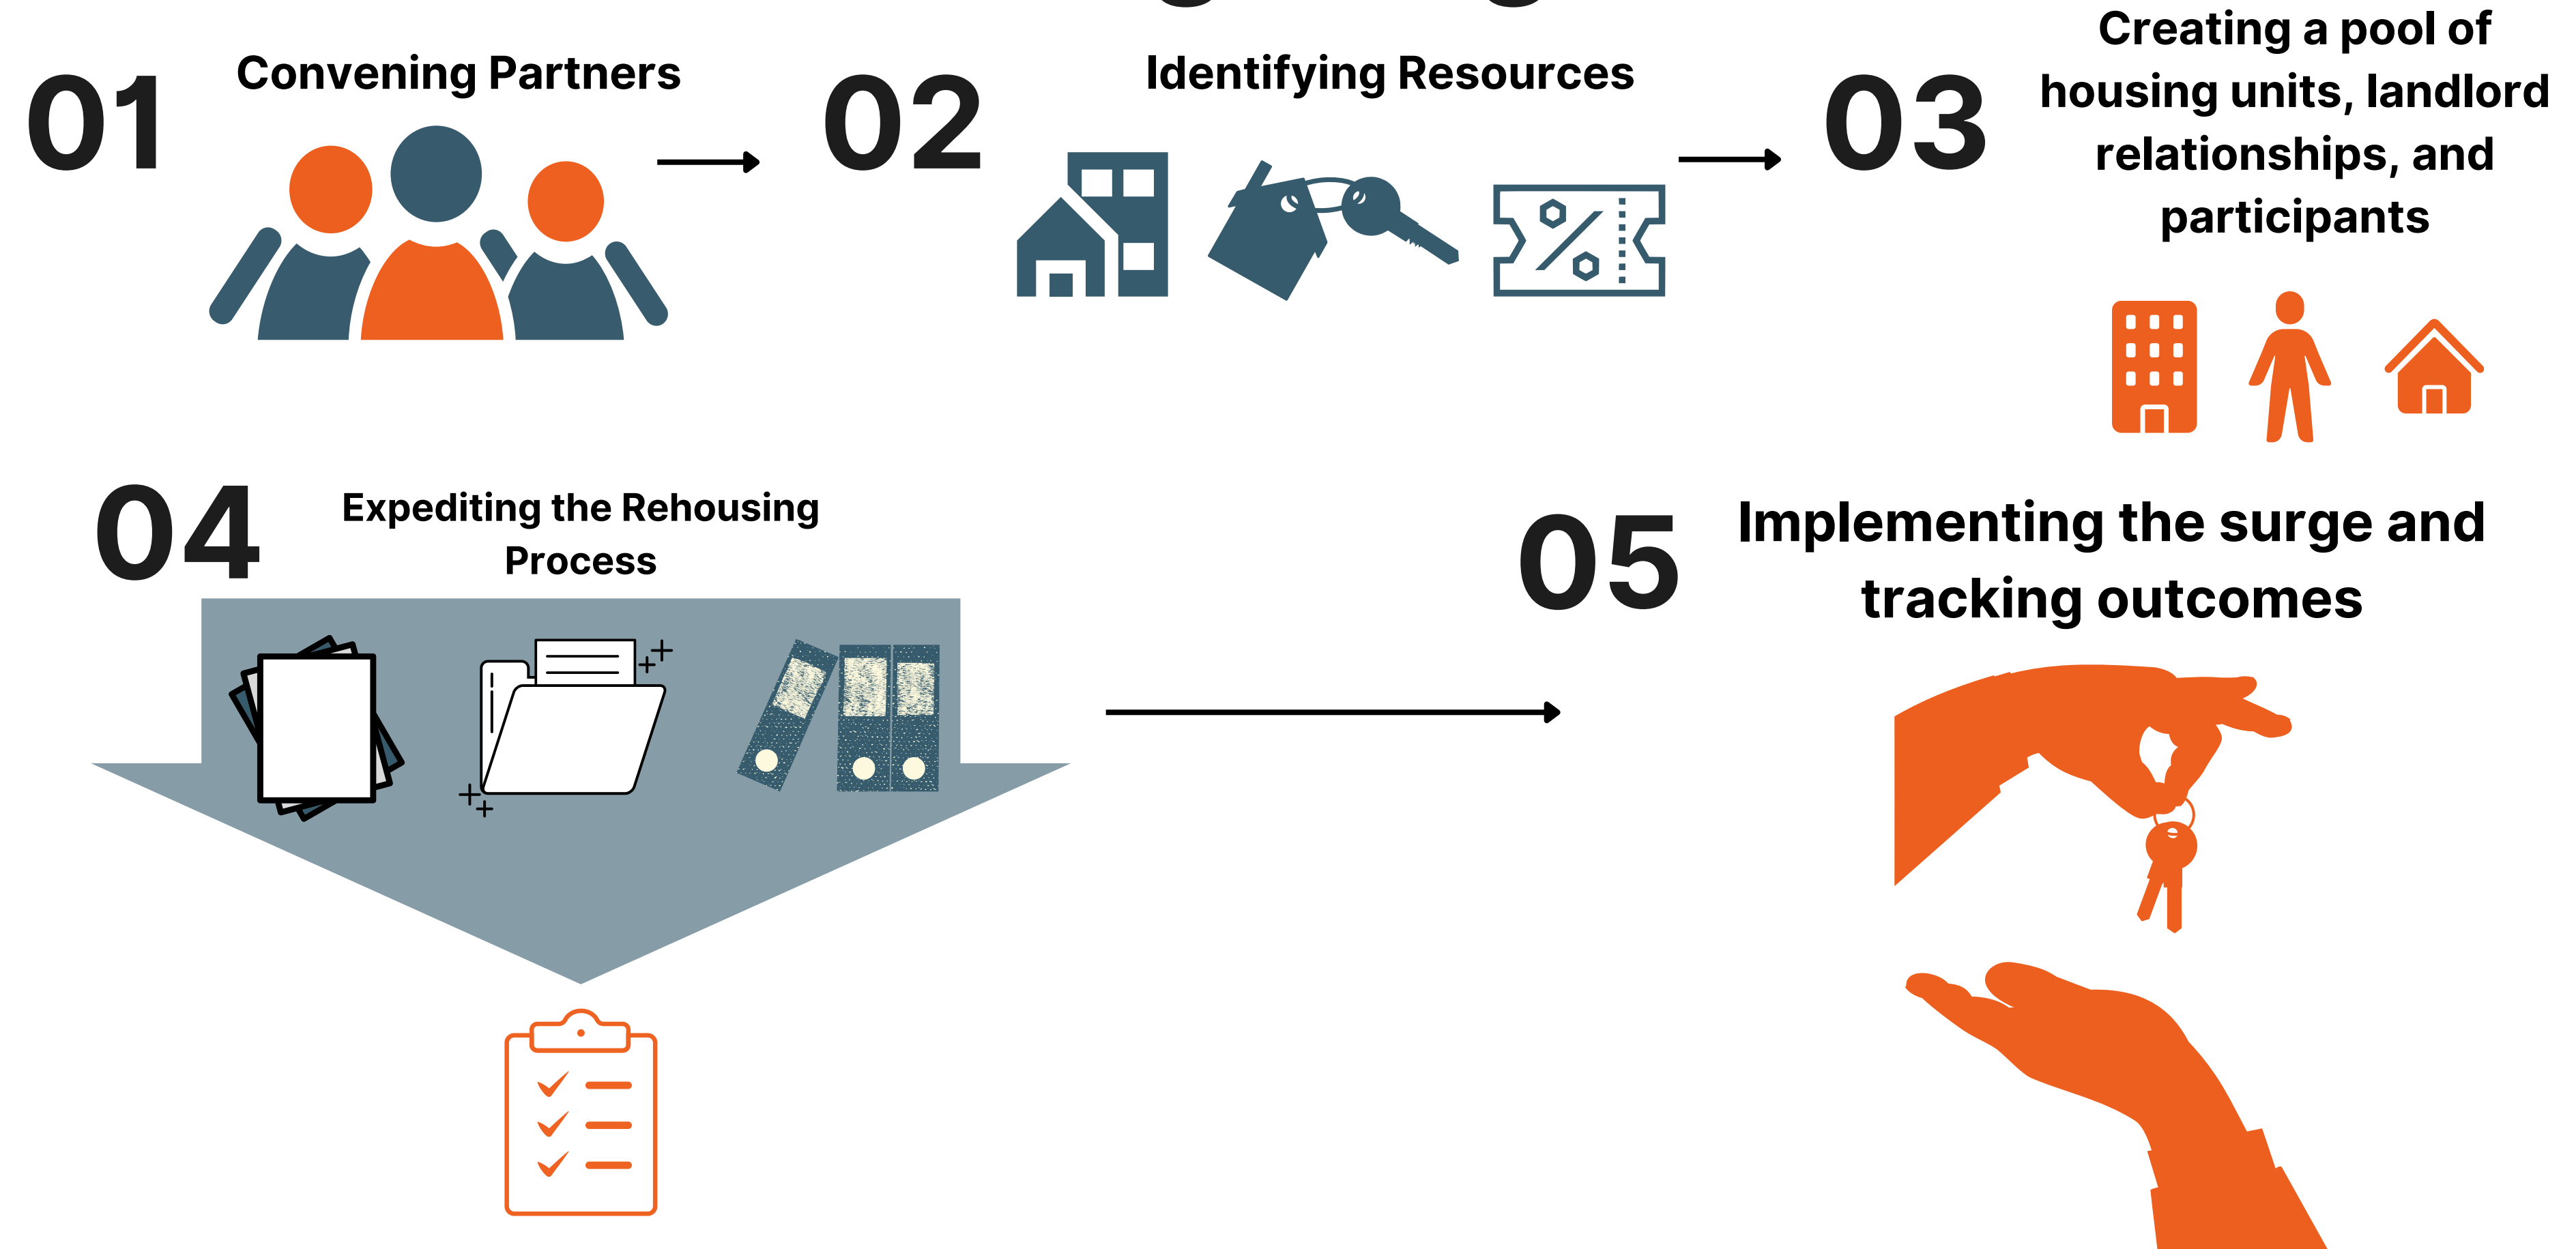 01
Convening Partners
02
Identifying Resources
03
Creating a pool of
housing units, landlord
relationships, and
participants
04
Expediting the Rehousing
Process
05
Implementing the surge and
tracking outcomes